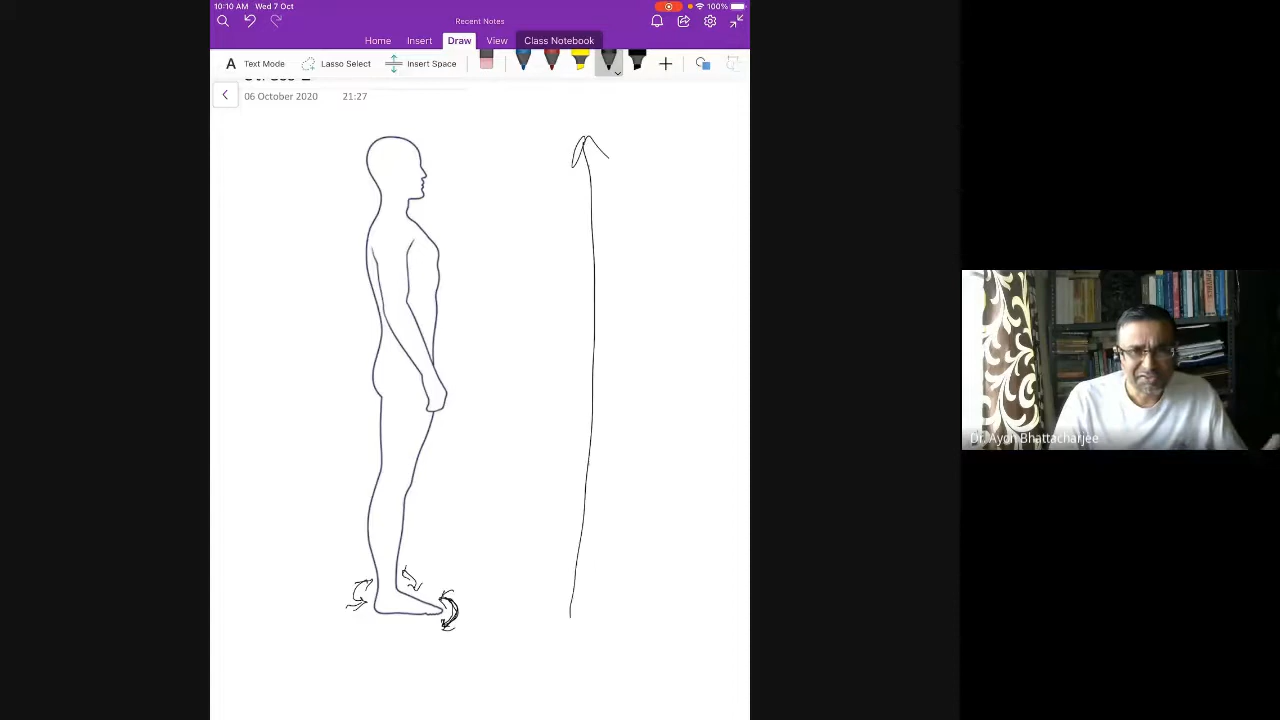 10:10 AM Wed 7 Oct
100%
Recent Notes
Home Insert Draw View Class Notebook
A Text Mode Lasso Select Insert Space
06 October 2020 21:27
Dr. Ayon Bhattacharjee